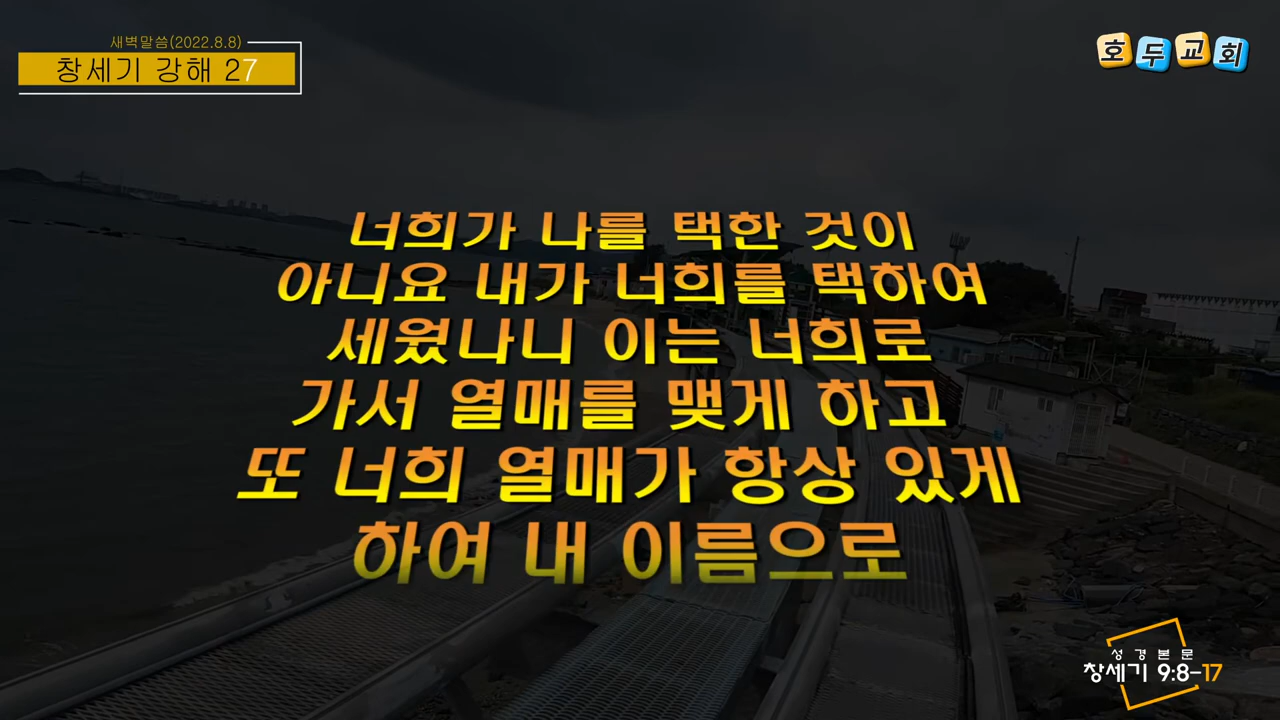 새벽말씀(2022.8.8)
창세기 강해 27
호두교회
너희가 나를 택한 것이
아니요 내가 너희를 택하여
세웠나니 이는 너희로
가서 열매를 맺게 하고
또 너희 열매가 항상 있게
하여 내 이름으로
성경본문
창세기 9:8-17